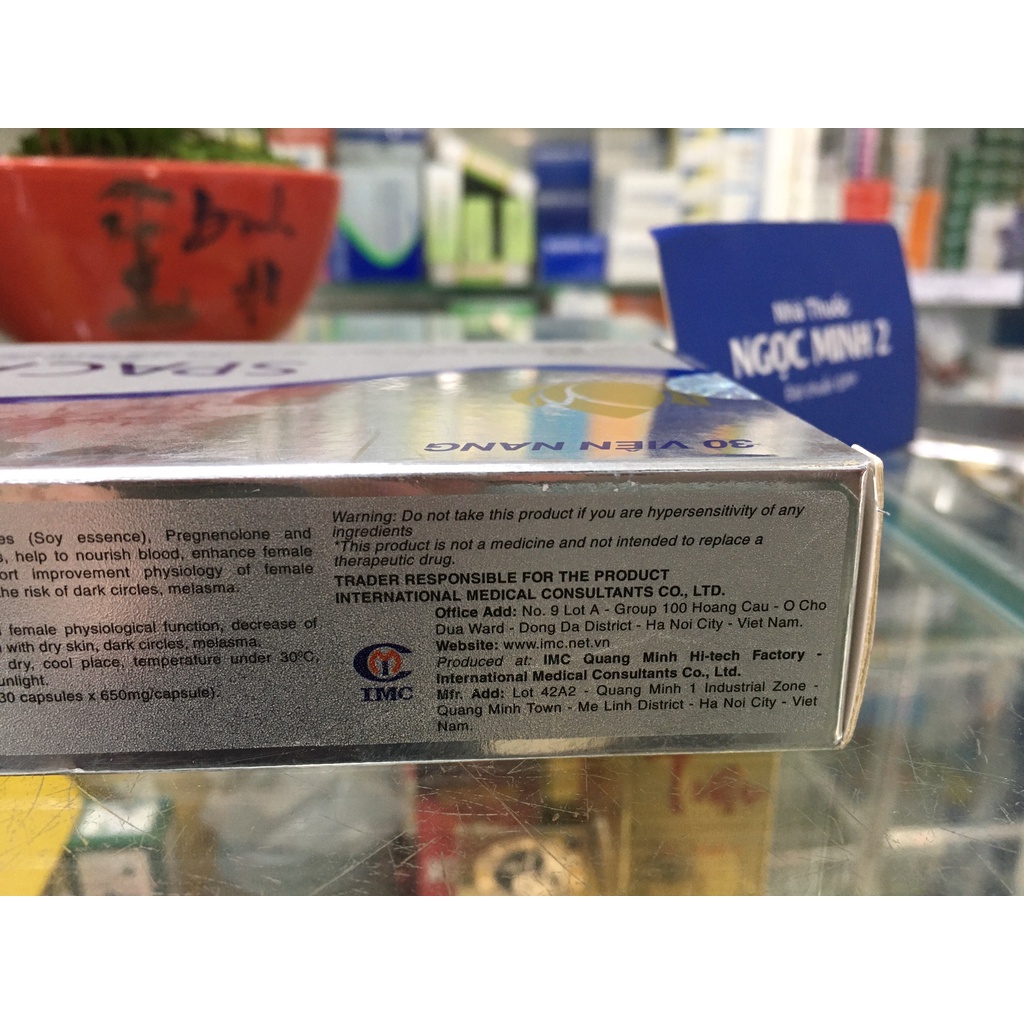 Bình
Nhà Thuốc
NGỌC MINH 2
SPACA
30 VIÊN NANG
es (Soy essence), Pregnenolone and
s, help to nourish blood, enhance female
ort improvement physiology of female
he risk of dark circles, melasma.
female physiological function, decrease of
with dry skin, dark circles, melasma.
dry, cool place, temperature under 30°C,
unlight.
30 capsules x 650mg/capsule).
Warning: Do not take this product if you are hypersensitivity of any
ingredients
*This product is not a medicine and not intended to replace a
therapeutic drug.
TRADER RESPONSIBLE FOR THE PRODUCT
INTERNATIONAL MEDICAL CONSULTANTS CO., LTD.
Office Add: No. 9 Lot A - Group 100 Hoang Cau - O Cho
Dua Ward - Dong Da District - Ha Noi City - Viet Nam.
Website: www.imc.net.vn
Produced at: IMC Quang Minh Hi-tech Factory -
International Medical Consultants Co., Ltd.
Mfr. Add: Lot 42A2 - Quang Minh 1 Industrial Zone -
Quang Minh Town - Me Linh District - Ha Noi City - Viet
Nam.
IMC